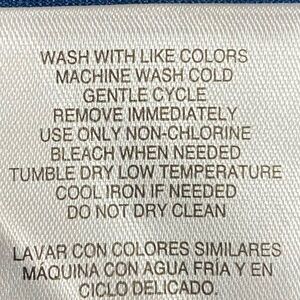 WASH WITH LIKE COLORS
MACHINE WASH COLD
GENTLE CYCLE
REMOVE IMMEDIATELY
USE ONLY NON-CHLORINE
BLEACH WHEN NEEDED
TUMBLE DRY LOW TEMPERATURE
COOL IRON IF NEEDED
DO NOT DRY CLEAN
LAVAR CON COLORES SIMILARES
MÁQUINA CON AGUA FRÍA Y EN
CICLO DELICADO.